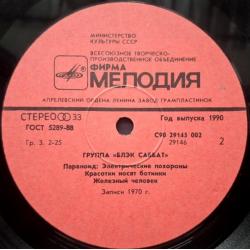 МИНИСТЕРСТВО
КУЛЬТУРЫ СССР
ВСЕСОЮЗНОЕ ТВОРЧЕСКО-
ПРОИЗВОДСТВЕННОЕ ОБЪЕДИНЕНИЕ
ФИРМА
МЕЛОДИЯ
АПРЕЛЕВСКИЙ ОРДЕНА ЛЕНИНА ЗАВОД ГРАМПЛАСТИНОК
СТЕРЕО 33
ГОСТ 5289-88
Гр. 3. 2-25
Год выпуска 1990
С90 29145 002
29146
2
ГРУППА «БЛЭК САББАТ»
Параноид: Электрические похороны
Красотки носят ботинки
Железный человек
Записи 1970 г.